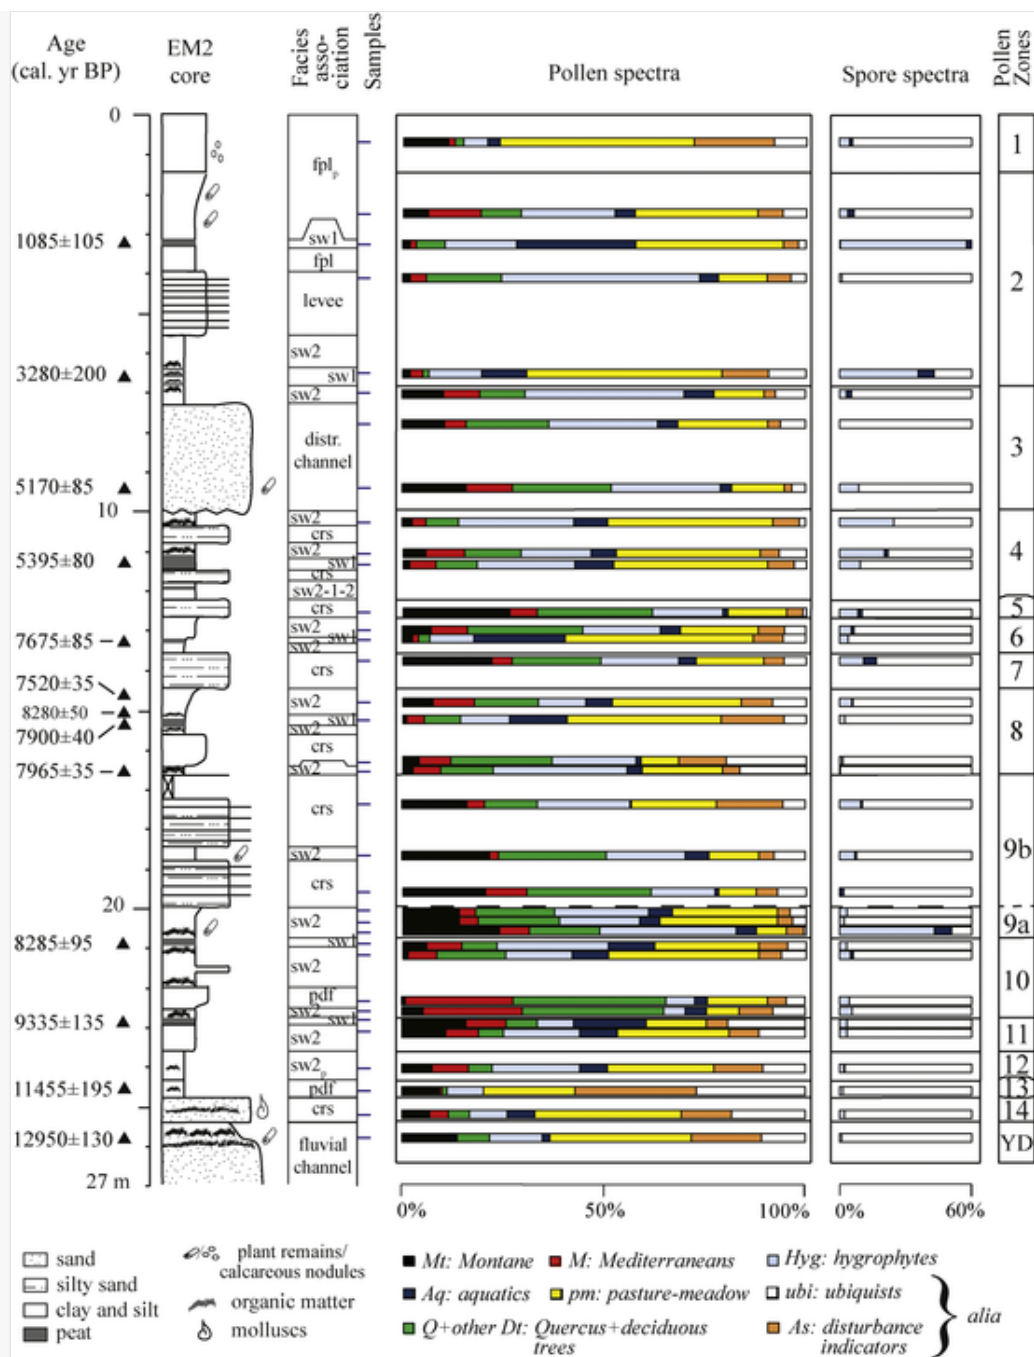 Age
(cal. yr BP)
EM2
core
Facies
asso-
ciation
Samples
Pollen spectra
Spore spectra
Pollen
Zones
0
fpl p
1
1085±105
sw1
fpl
levee
2
sw2
3280±200
sw1
sw2
distr.
channel
3
5170±85
10
sw2
crs
4
sw2
5395±80
sw1
crs
sw2-1-2
crs
5
sw2
6
7675±85
sw1
sw2
crs
7
7520±35
8280±50
sw2
sw1
7900±40
sw2
8
crs
7965±35
sw2
crs
9b
sw2
crs
20
sw2
9a
8285±95
sw1
sw2
10
pdf
sw2
9335±135
sw1
sw2
11
sw2 p
12
11455±195
pdf
13
crs
14
12950±130
fluvial
channel
YD
27 m
0%
50%
100%
0%
60%
sand
silty sand
clay and silt
peat
plant remains/
calcareous nodules
organic matter
molluscs
Mt: Montane
M: Mediterraneans
Hyg: hygrophytes
Aq: aquatics
pm: pasture-meadow
ubi: ubiquists
alia
Q+other Dt: Quercus+deciduous
trees
As: disturbance
indicators